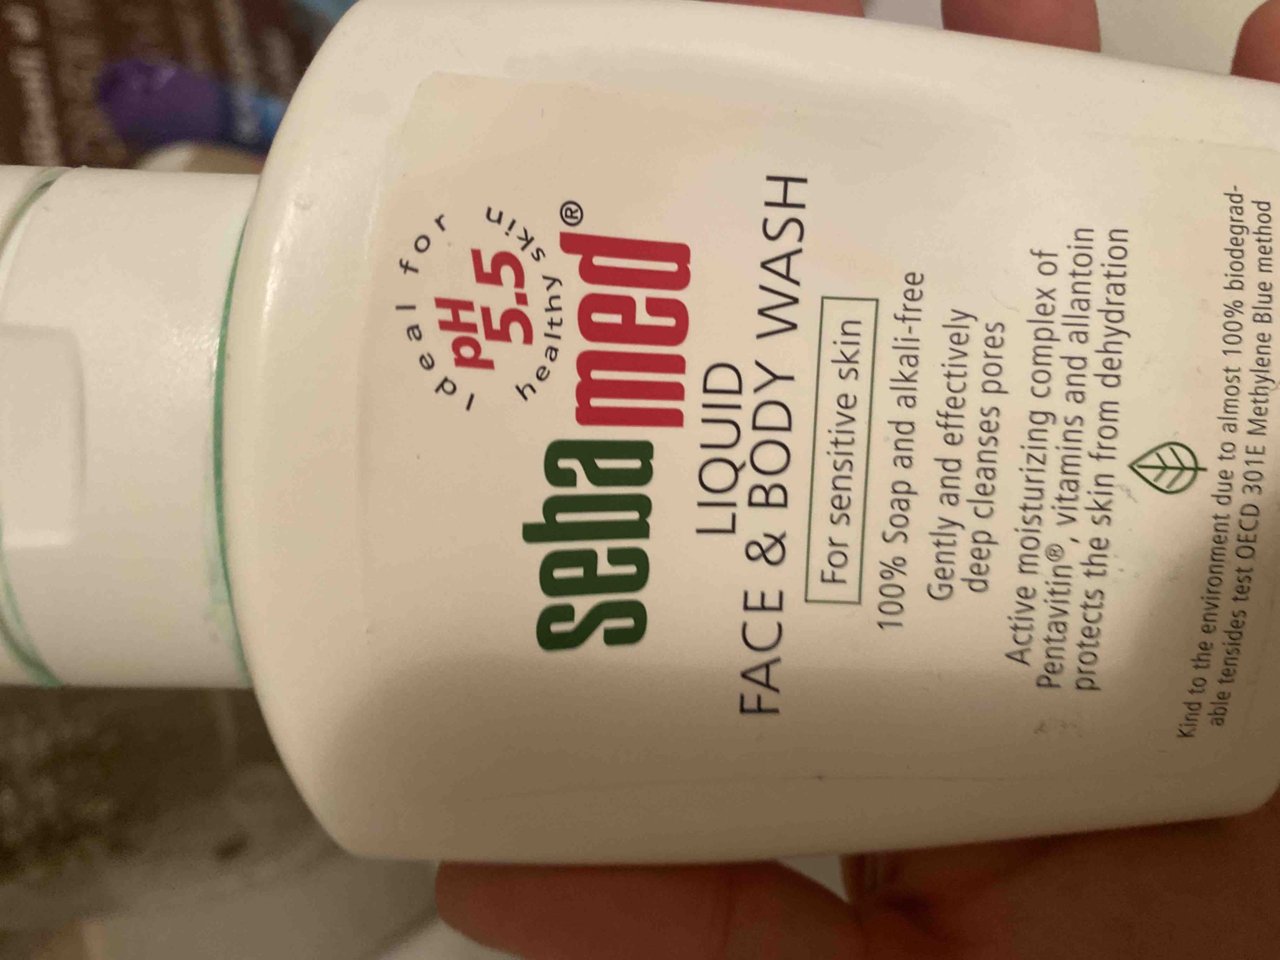 Ideal for
pH
5.5
healthy skin
sebamed®
LIQUID
FACE & BODY WASH
For sensitive skin
100% Soap and alkali-free
Gently and effectively
deep cleanses pores
Active moisturizing complex of
Pentavitin®, vitamins and allantoin
protects the skin from dehydration
Kind to the environment due to almost 100% biodegrad-
able tensides test OECD 301E Methylene Blue method